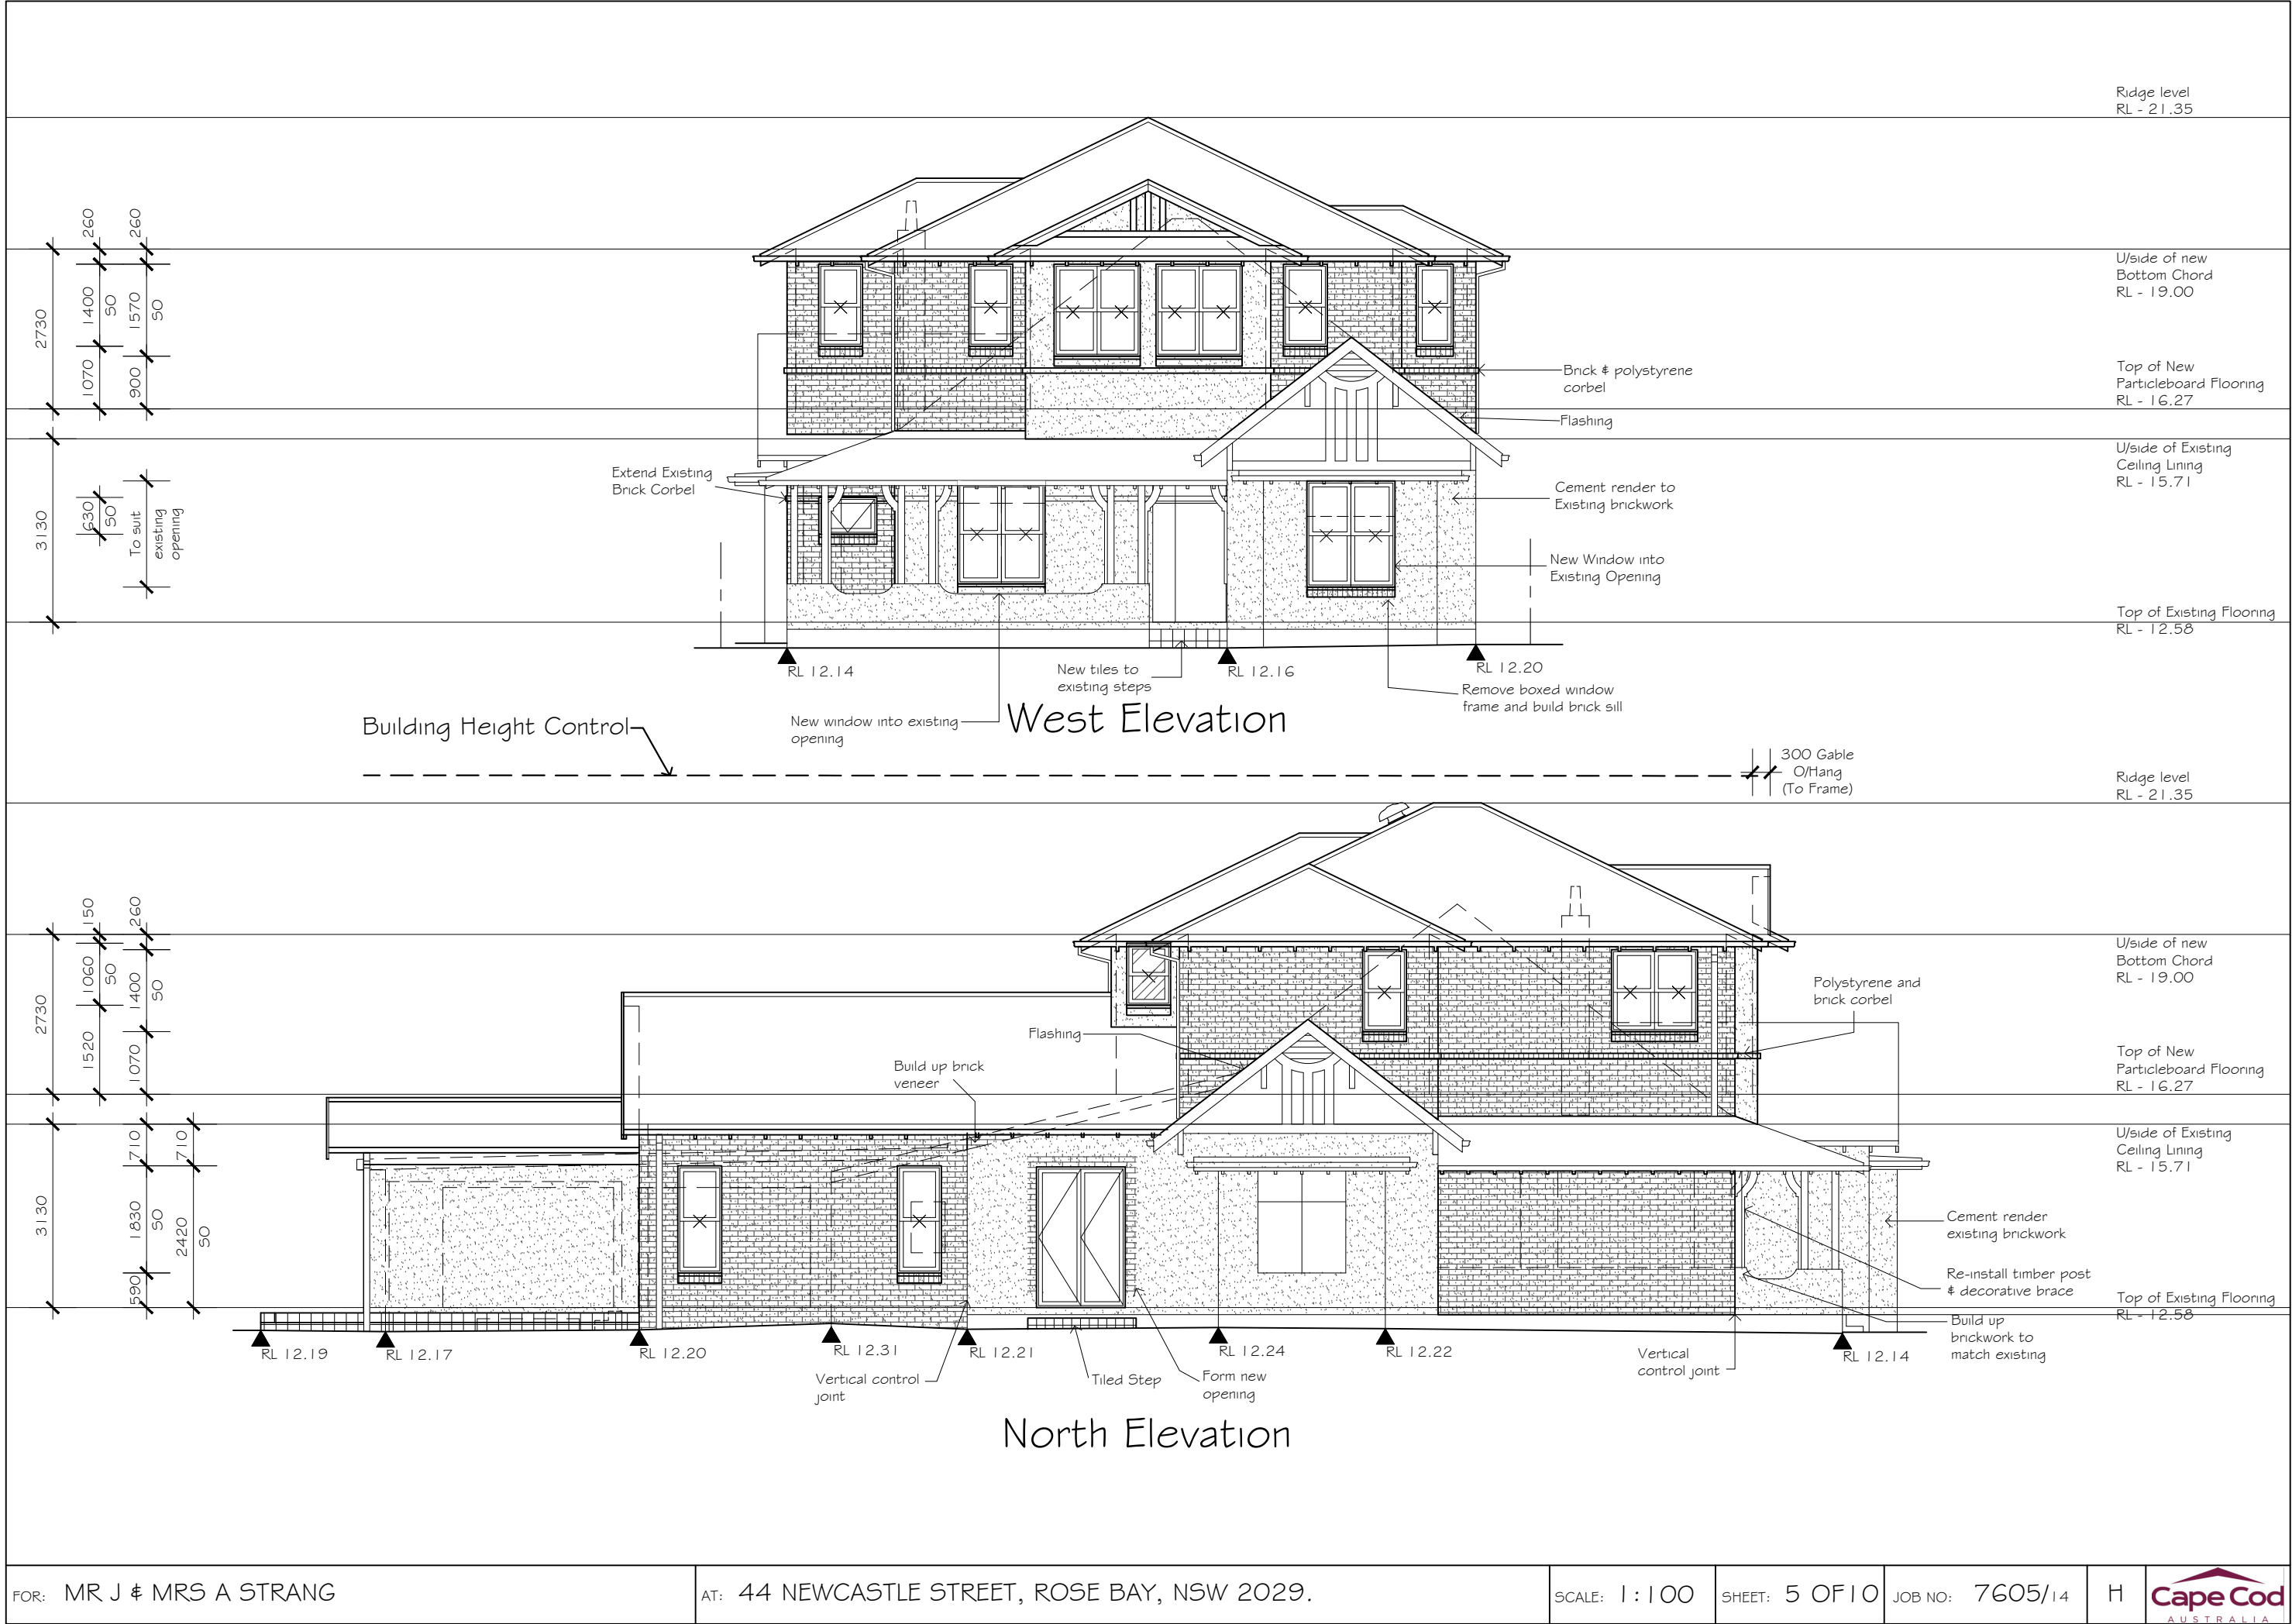 Ridge level
RL - 21.35
260
260
1400
SO
1570
SO
2730
1070
900
U/side of new
Bottom Chord
RL - 19.00
Top of New
Particleboard Flooring
RL - 16.27
Brick & polystyrene
corbel
Flashing
U/side of Existing
Ceiling Lining
RL - 15.71
Extend Existing
Brick Corbel
Cement render to
Existing brickwork
3130
630
SO
To suit
existing
opening
New Window into
Existing Opening
Top of Existing Flooring
RL - 12.58
RL 12.14
New tiles to
existing steps
RL 12.16
RL 12.20
Remove boxed window
frame and build brick sill
New window into existing
opening
West Elevation
Building Height Control
300 Gable
O/Hang
(To Frame)
Ridge level
RL - 21.35
150
260
1060
SO
1400
SO
2730
1520
1070
U/side of new
Bottom Chord
RL - 19.00
Polystyrene and
brick corbel
Flashing
Build up brick
veneer
Top of New
Particleboard Flooring
RL - 16.27
710
710
U/side of Existing
Ceiling Lining
RL - 15.71
3130
1830
SO
2420
SO
590
Cement render
existing brickwork
Re-install timber post
& decorative brace
Top of Existing Flooring
RL - 12.58
Build up
brickwork to
match existing
RL 12.19
RL 12.17
RL 12.20
RL 12.31
RL 12.21
RL 12.24
RL 12.22
RL 12.14
Vertical control
joint
Tiled Step
Form new
opening
Vertical
control joint
North Elevation
FOR: MR J & MRS A STRANG
AT: 44 NEWCASTLE STREET, ROSE BAY, NSW 2029.
SCALE: 1:100
SHEET: 5 OF10
JOB NO: 7605/14
H
Cape Cod
AUSTRALIA